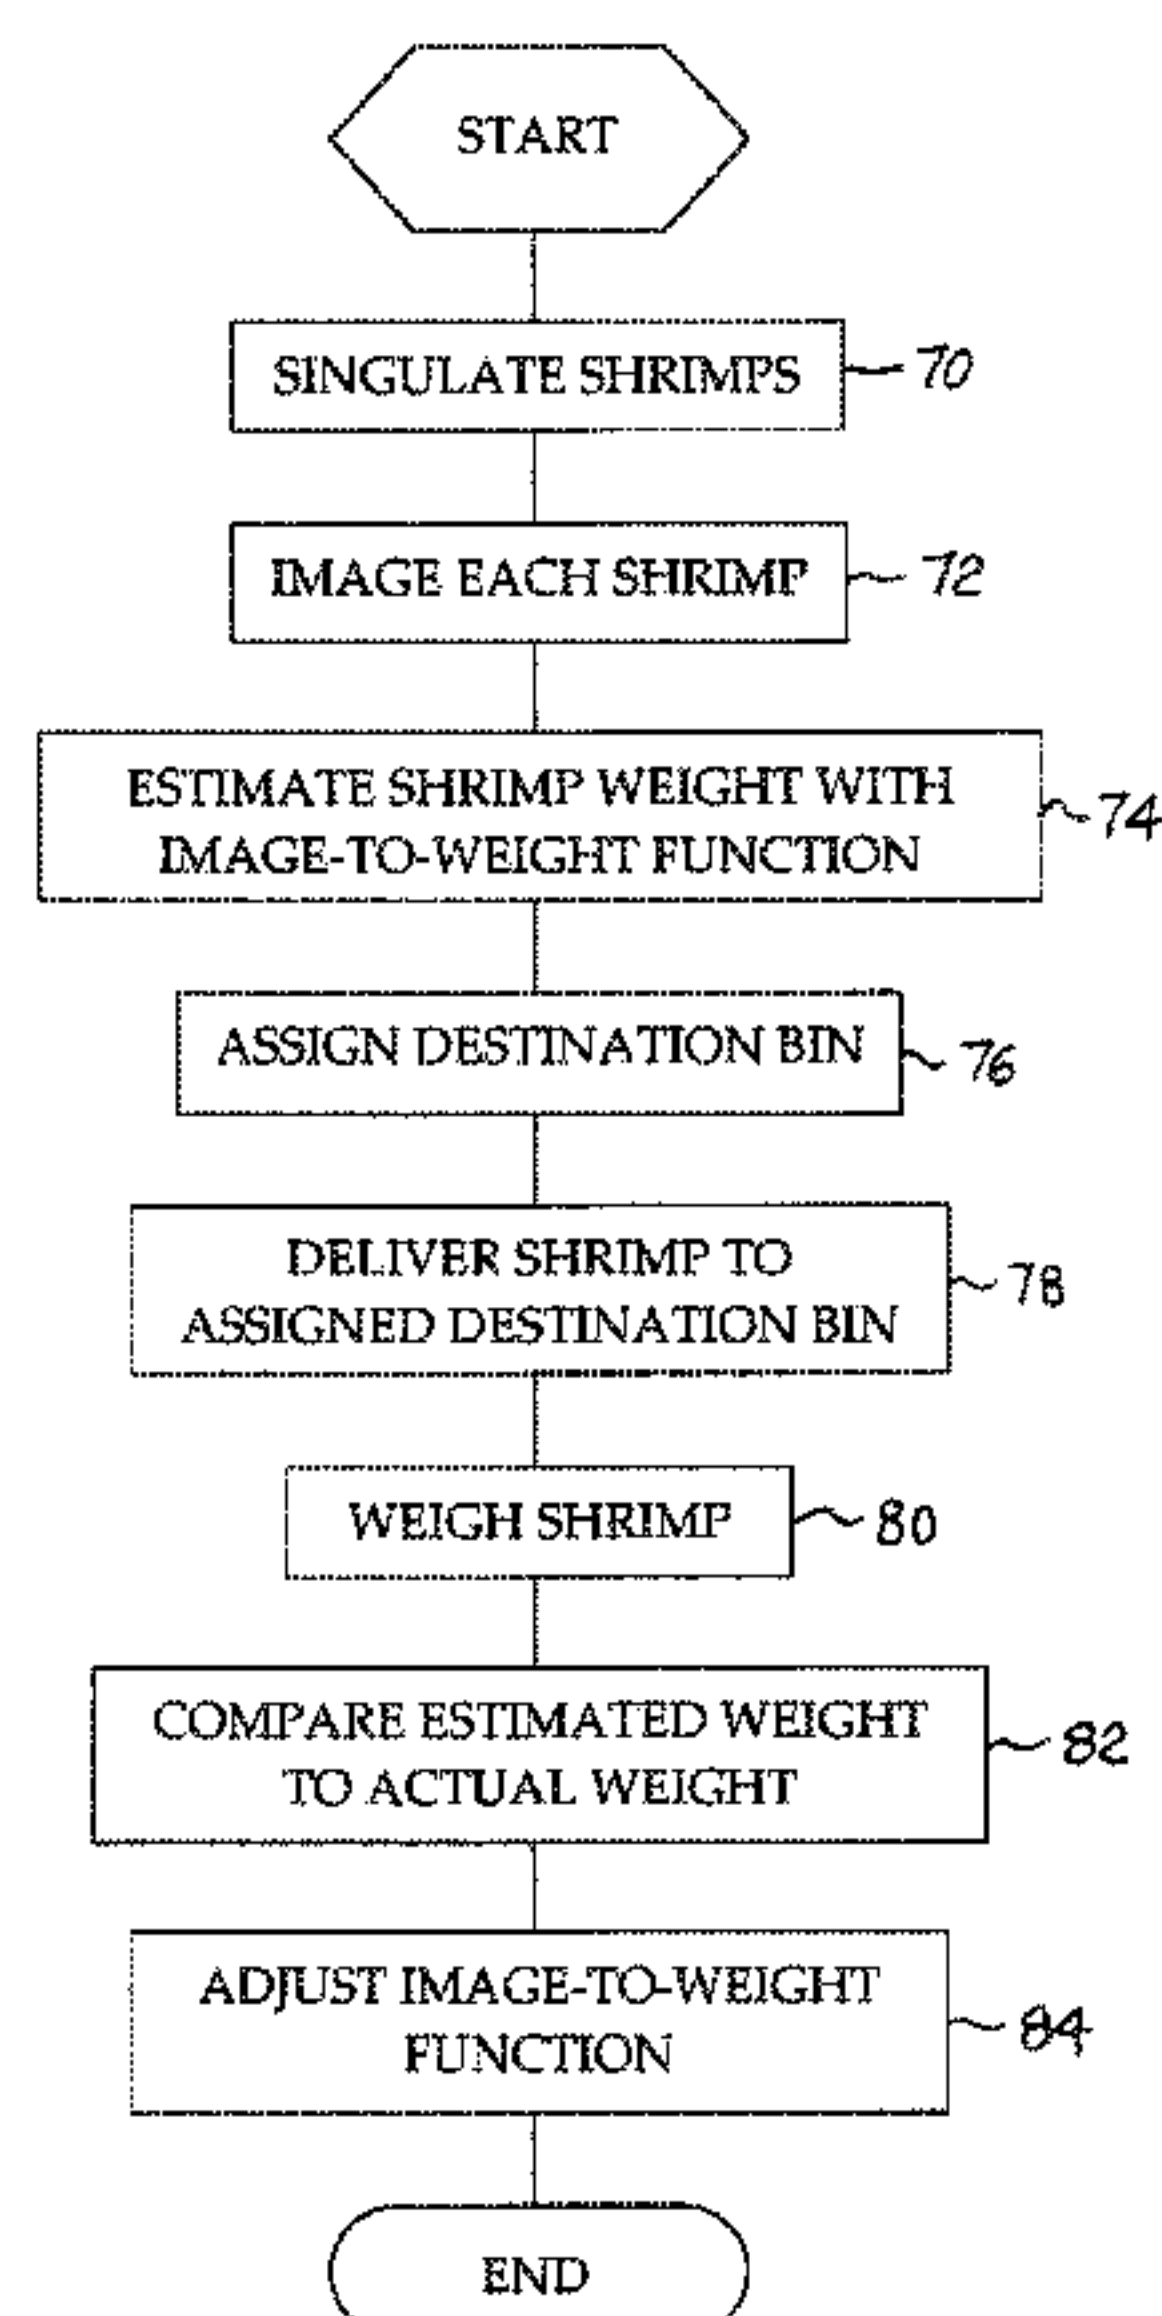 START
SINGULATE SHRIMPS
70
IMAGE EACH SHRIMP
72
ESTIMATE SHRIMP WEIGHT WITH
IMAGE-TO-WEIGHT FUNCTION
74
ASSIGN DESTINATION BIN
76
DELIVER SHRIMP TO
ASSIGNED DESTINATION BIN
78
WEIGH SHRIMP
80
COMPARE ESTIMATED WEIGHT
TO ACTUAL WEIGHT
82
ADJUST IMAGE-TO-WEIGHT
FUNCTION
84
END